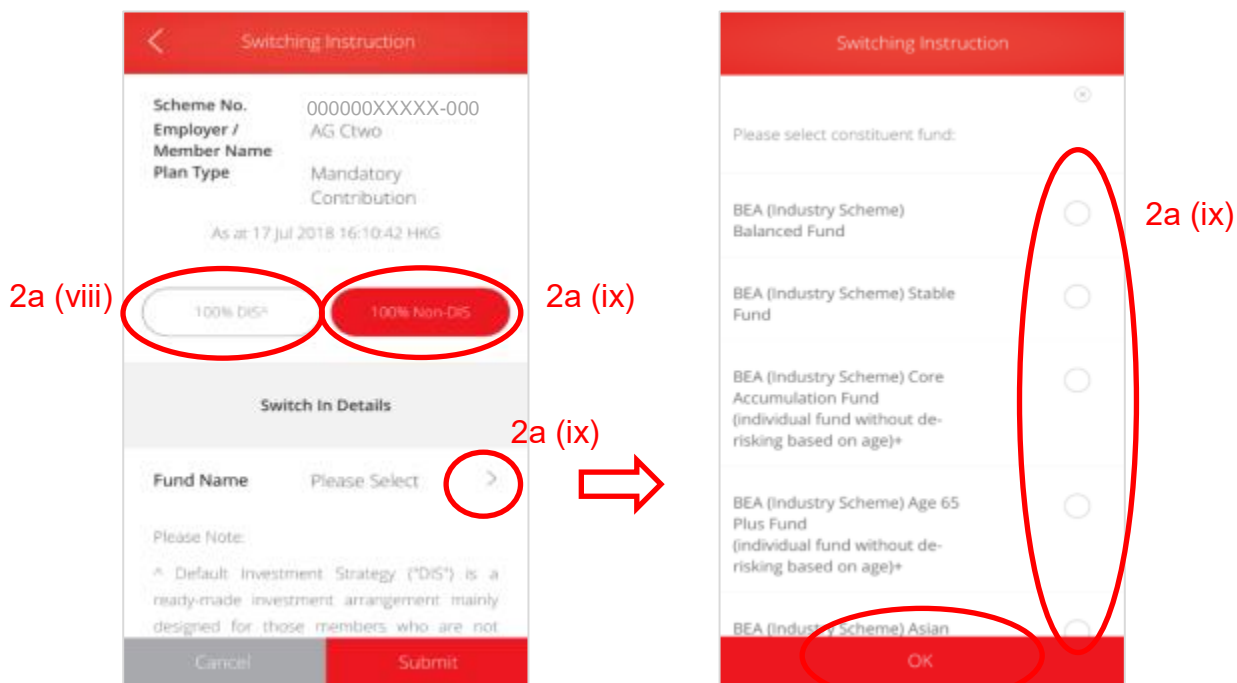 Switching Instruction
Scheme No. 000000XXXXX-000
Employer / AG Ctwo
Member Name
Plan Type Mandatory
Contribution
As at 17 Jul 2018 16:10:42 HKG
2a (viii)
100% DIS^
100% Non-DIS
2a (ix)
Switch In Details
2a (ix)
Fund Name Please Select
Please Note:
^ Default Investment Strategy ("DIS") is a
ready-made investment arrangement mainly
designed for those members who are not
Cancel
Submit
Switching Instruction
Please select constituent fund:
2a (ix)
BEA (Industry Scheme)
Balanced Fund
BEA (Industry Scheme) Stable
Fund
BEA (Industry Scheme) Core
Accumulation Fund
(individual fund without de-
risking based on age)+
BEA (Industry Scheme) Age 65
Plus Fund
(individual fund without de-
risking based on age)+
BEA (Industry Scheme) Asian
OK